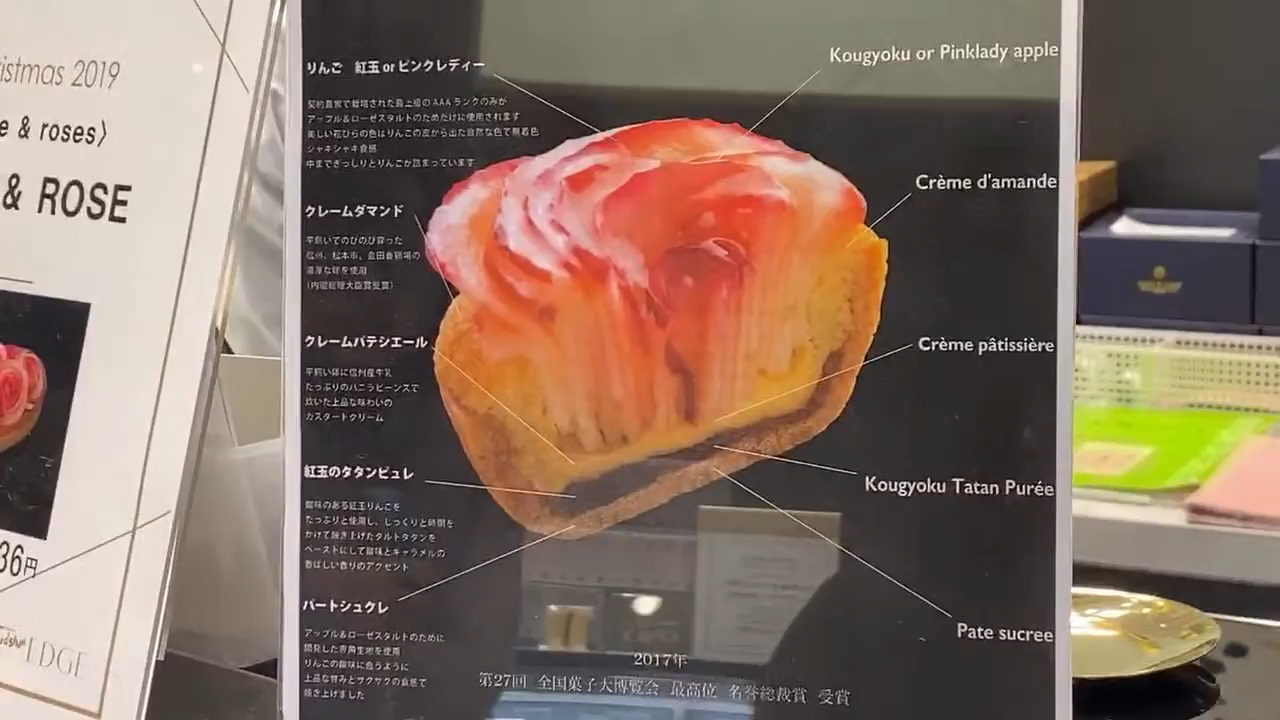 istmas 2019
e & roses〉
& ROSE
36円
EDGE
りんご 紅玉 or ピンクレディー
契約農家で栽培された最上級のAAAランクのみが
アップル&ローゼスタルトのためだけに使用されます
美しい花びらの色はりんごの皮から出た自然な色で無着色
シャキシャキ食感
中までぎっしりとりんごが詰まっています
クレームダマンド
平飼いでのびのび育った
信州、松本市、会田養鶏場の
濃厚な卵を使用
(内閣総理大臣賞受賞)
クレームパテシエール
平飼い卵に信州産牛乳
たっぷりのバニラビーンズで
炊いた上品な味わいの
カスタードクリーム
紅玉のタタンピュレ
酸味のある紅玉りんごを
たっぷりと使用し、じっくりと時間を
かけて焼き上げたタルトタタンを
ペーストにして酸味とキャラメルの
香ばしい香りのアクセント
パートシュクレ
アップル&ローゼスタルトのために
開発した専用生地を使用
りんごの酸味に合うように
上品な甘みとサクサクの食感で
焼き上げました
Kougyoku or Pinklady apple
Crème d'amande
Crème pâtissière
Kougyoku Tatan Purée
Pate sucree
2017年
第27回 全国菓子大博覧会 最高位 名誉総裁賞 受賞